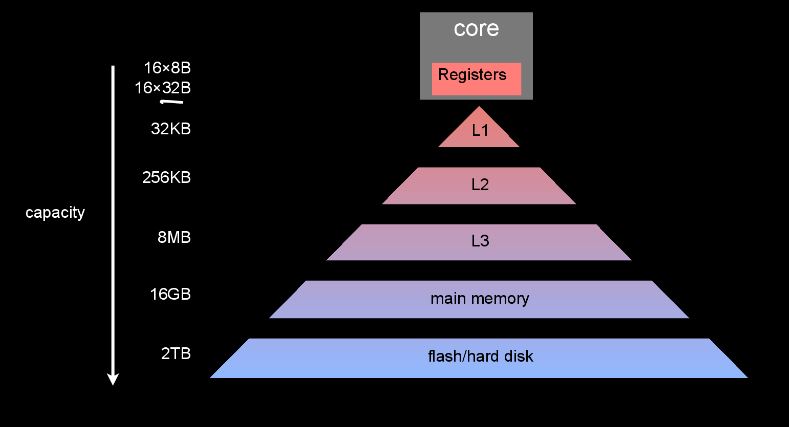 core
Registers
16×8B
16×32B
L1
32KB
L2
256KB
capacity
L3
8MB
main memory
16GB
flash/hard disk
2TB